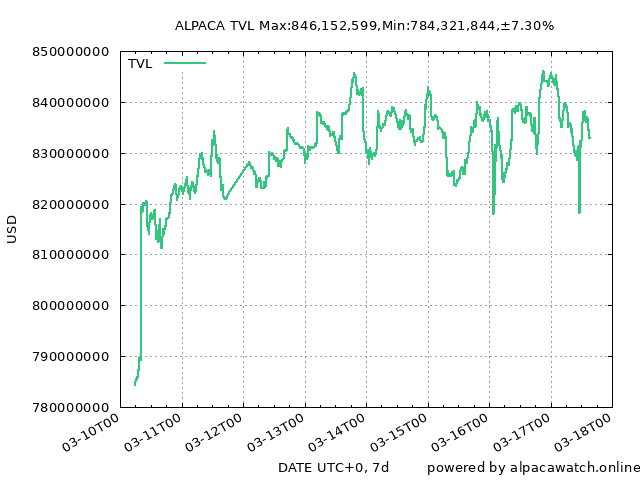 ALPACA TVL Max:846,152,599,Min:784,321,844,±7.30%
TVL
850000000
840000000
830000000
820000000
810000000
800000000
790000000
780000000
USD
03-10T00
03-11T00
03-12T00
03-13T00
03-14T00
03-15T00
03-16T00
03-17T00
03-18T00
DATE UTC+0, 7d
powered by alpacawatch.online